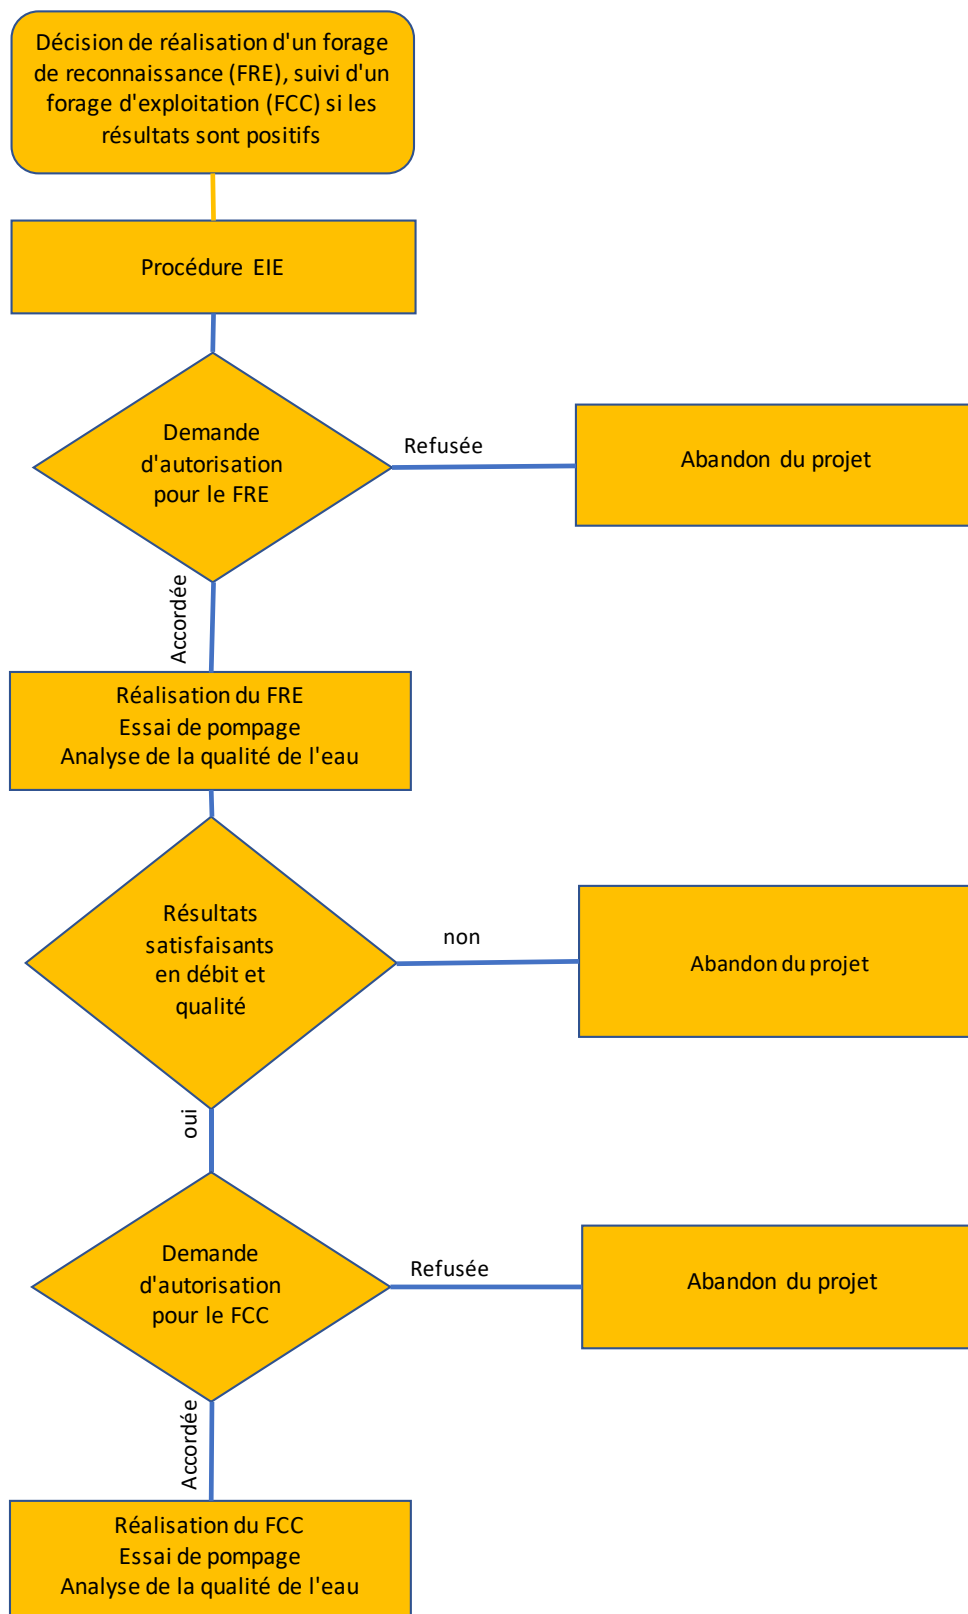 Décision de réalisation d'un forage
de reconnaissance (FRE), suivi d'un
forage d'exploitation (FCC) si les
résultats sont positifs
Procédure EIE
Demande
d'autorisation
pour le FRE
Refusée
Abandon du projet
Accordée
Réalisation du FRE
Essai de pompage
Analyse de la qualité de l'eau
Résultats
satisfaisants
en débit et
qualité
non
Abandon du projet
oui
Demande
d'autorisation
pour le FCC
Refusée
Abandon du projet
Accordée
Réalisation du FCC
Essai de pompage
Analyse de la qualité de l'eau